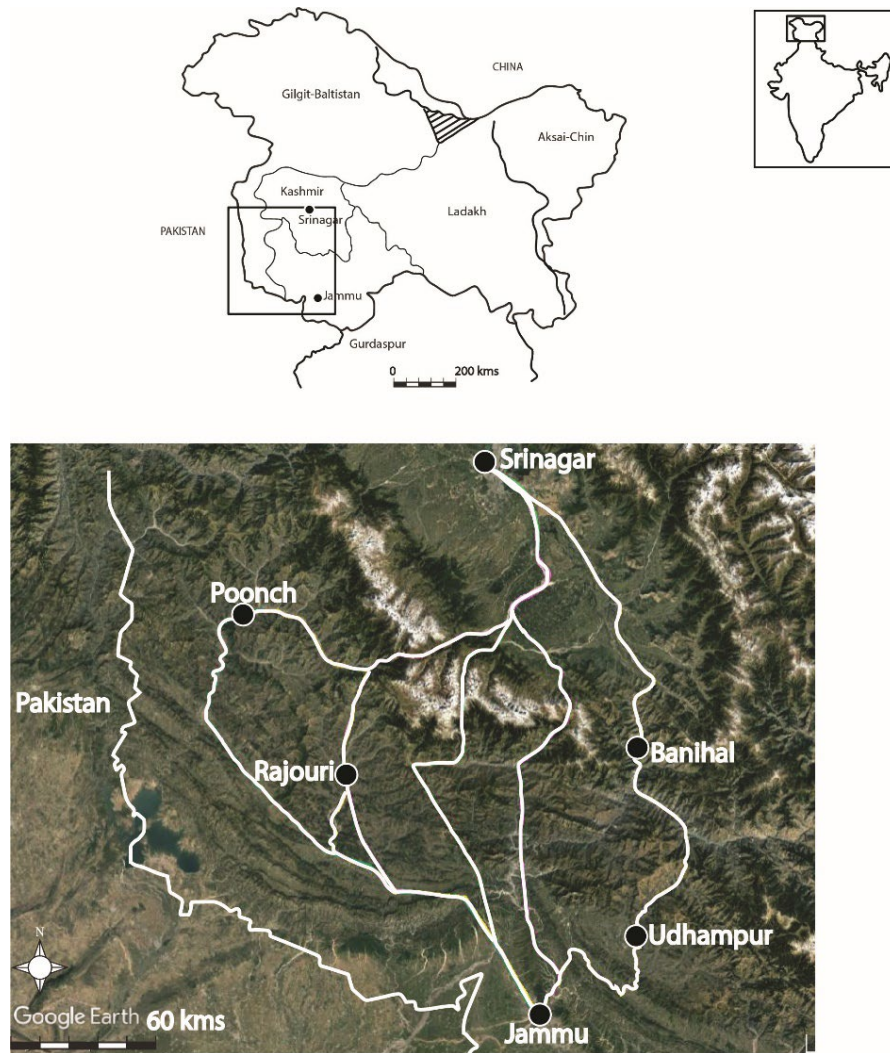 CHINA
Gilgit-Baltistan
Aksai-Chin
Kashmir
Srinagar
Ladakh
PAKISTAN
Jammu
Gurdaspur
0 200 kms
Srinagar
Poonch
Pakistan
Banihal
Rajouri
Udhampur
N
Google Earth 60 kms
Jammu